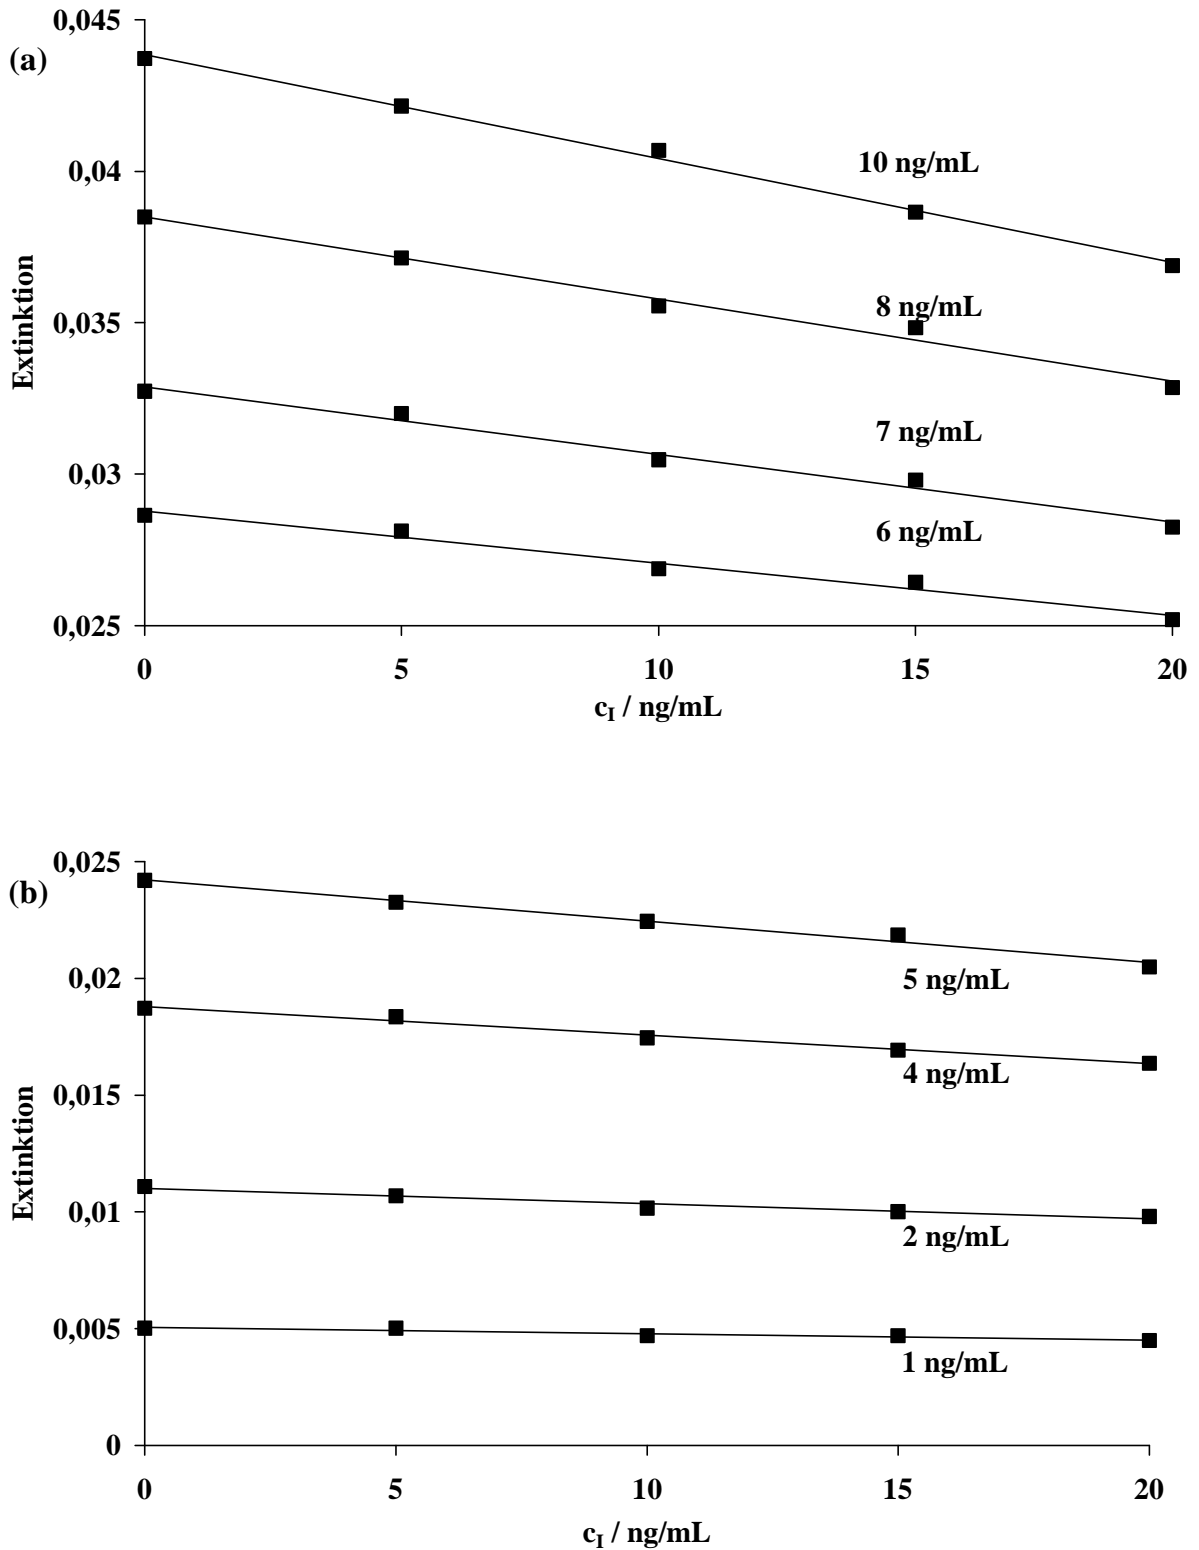 0,045
(a)
0,04
10 ng/mL
8 ng/mL
0,035
Extinktion
7 ng/mL
0,03
6 ng/mL
0,025
0 5 10 15 20
cI / ng/mL
0,025
(b)
5 ng/mL
0,02
4 ng/mL
0,015
Extinktion
0,01
2 ng/mL
0,005
1 ng/mL
0
0 5 10 15 20
cI / ng/mL